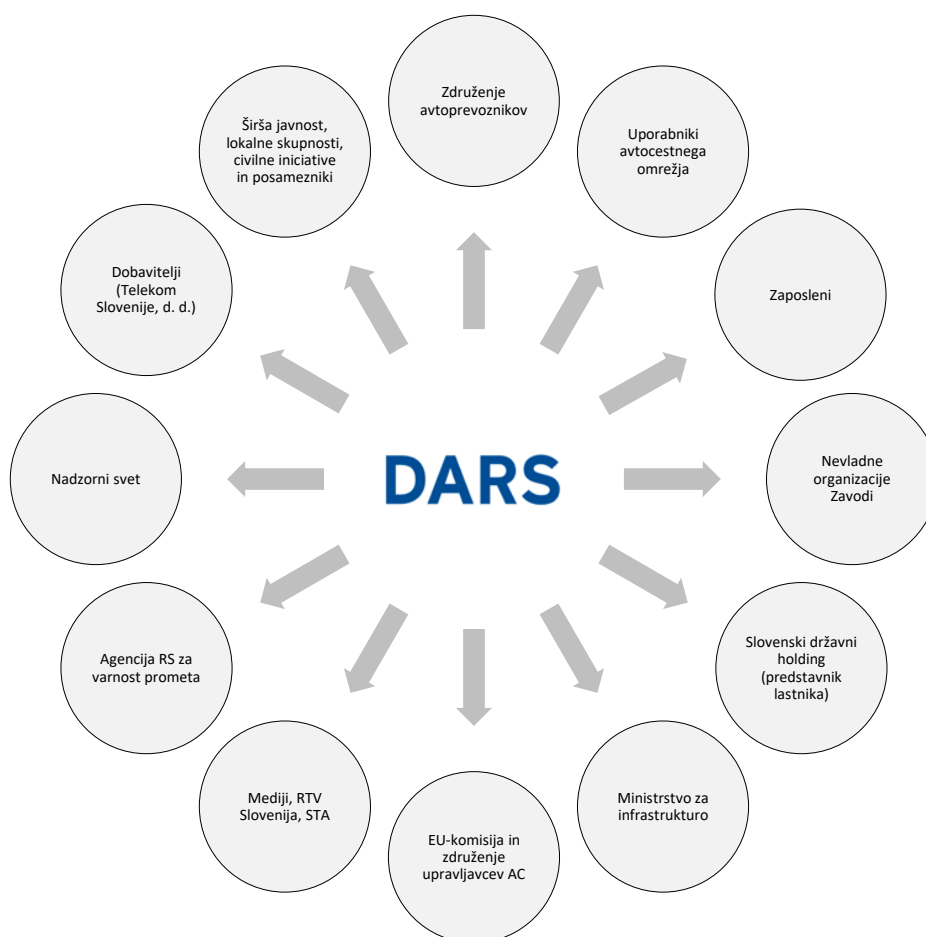 Združenje
avtoprevoznikov
Uporabniki
avtocestnega
omrežja
Zaposleni
Nevladne
organizacije
Zavodi
Slovenski državni
holding
(predstavnik
lastnika)
Ministrstvo za
infrastrukturo
EU-komisija in
združenje
upravljavcev AC
Mediji, RTV
Slovenija, STA
Agencija RS za
varnost prometa
Nadzorni svet
Dobavitelji
(Telekom
Slovenije, d. d.)
Širša javnost,
lokalne skupnosti,
civilne iniciative
in posamezniki
DARS